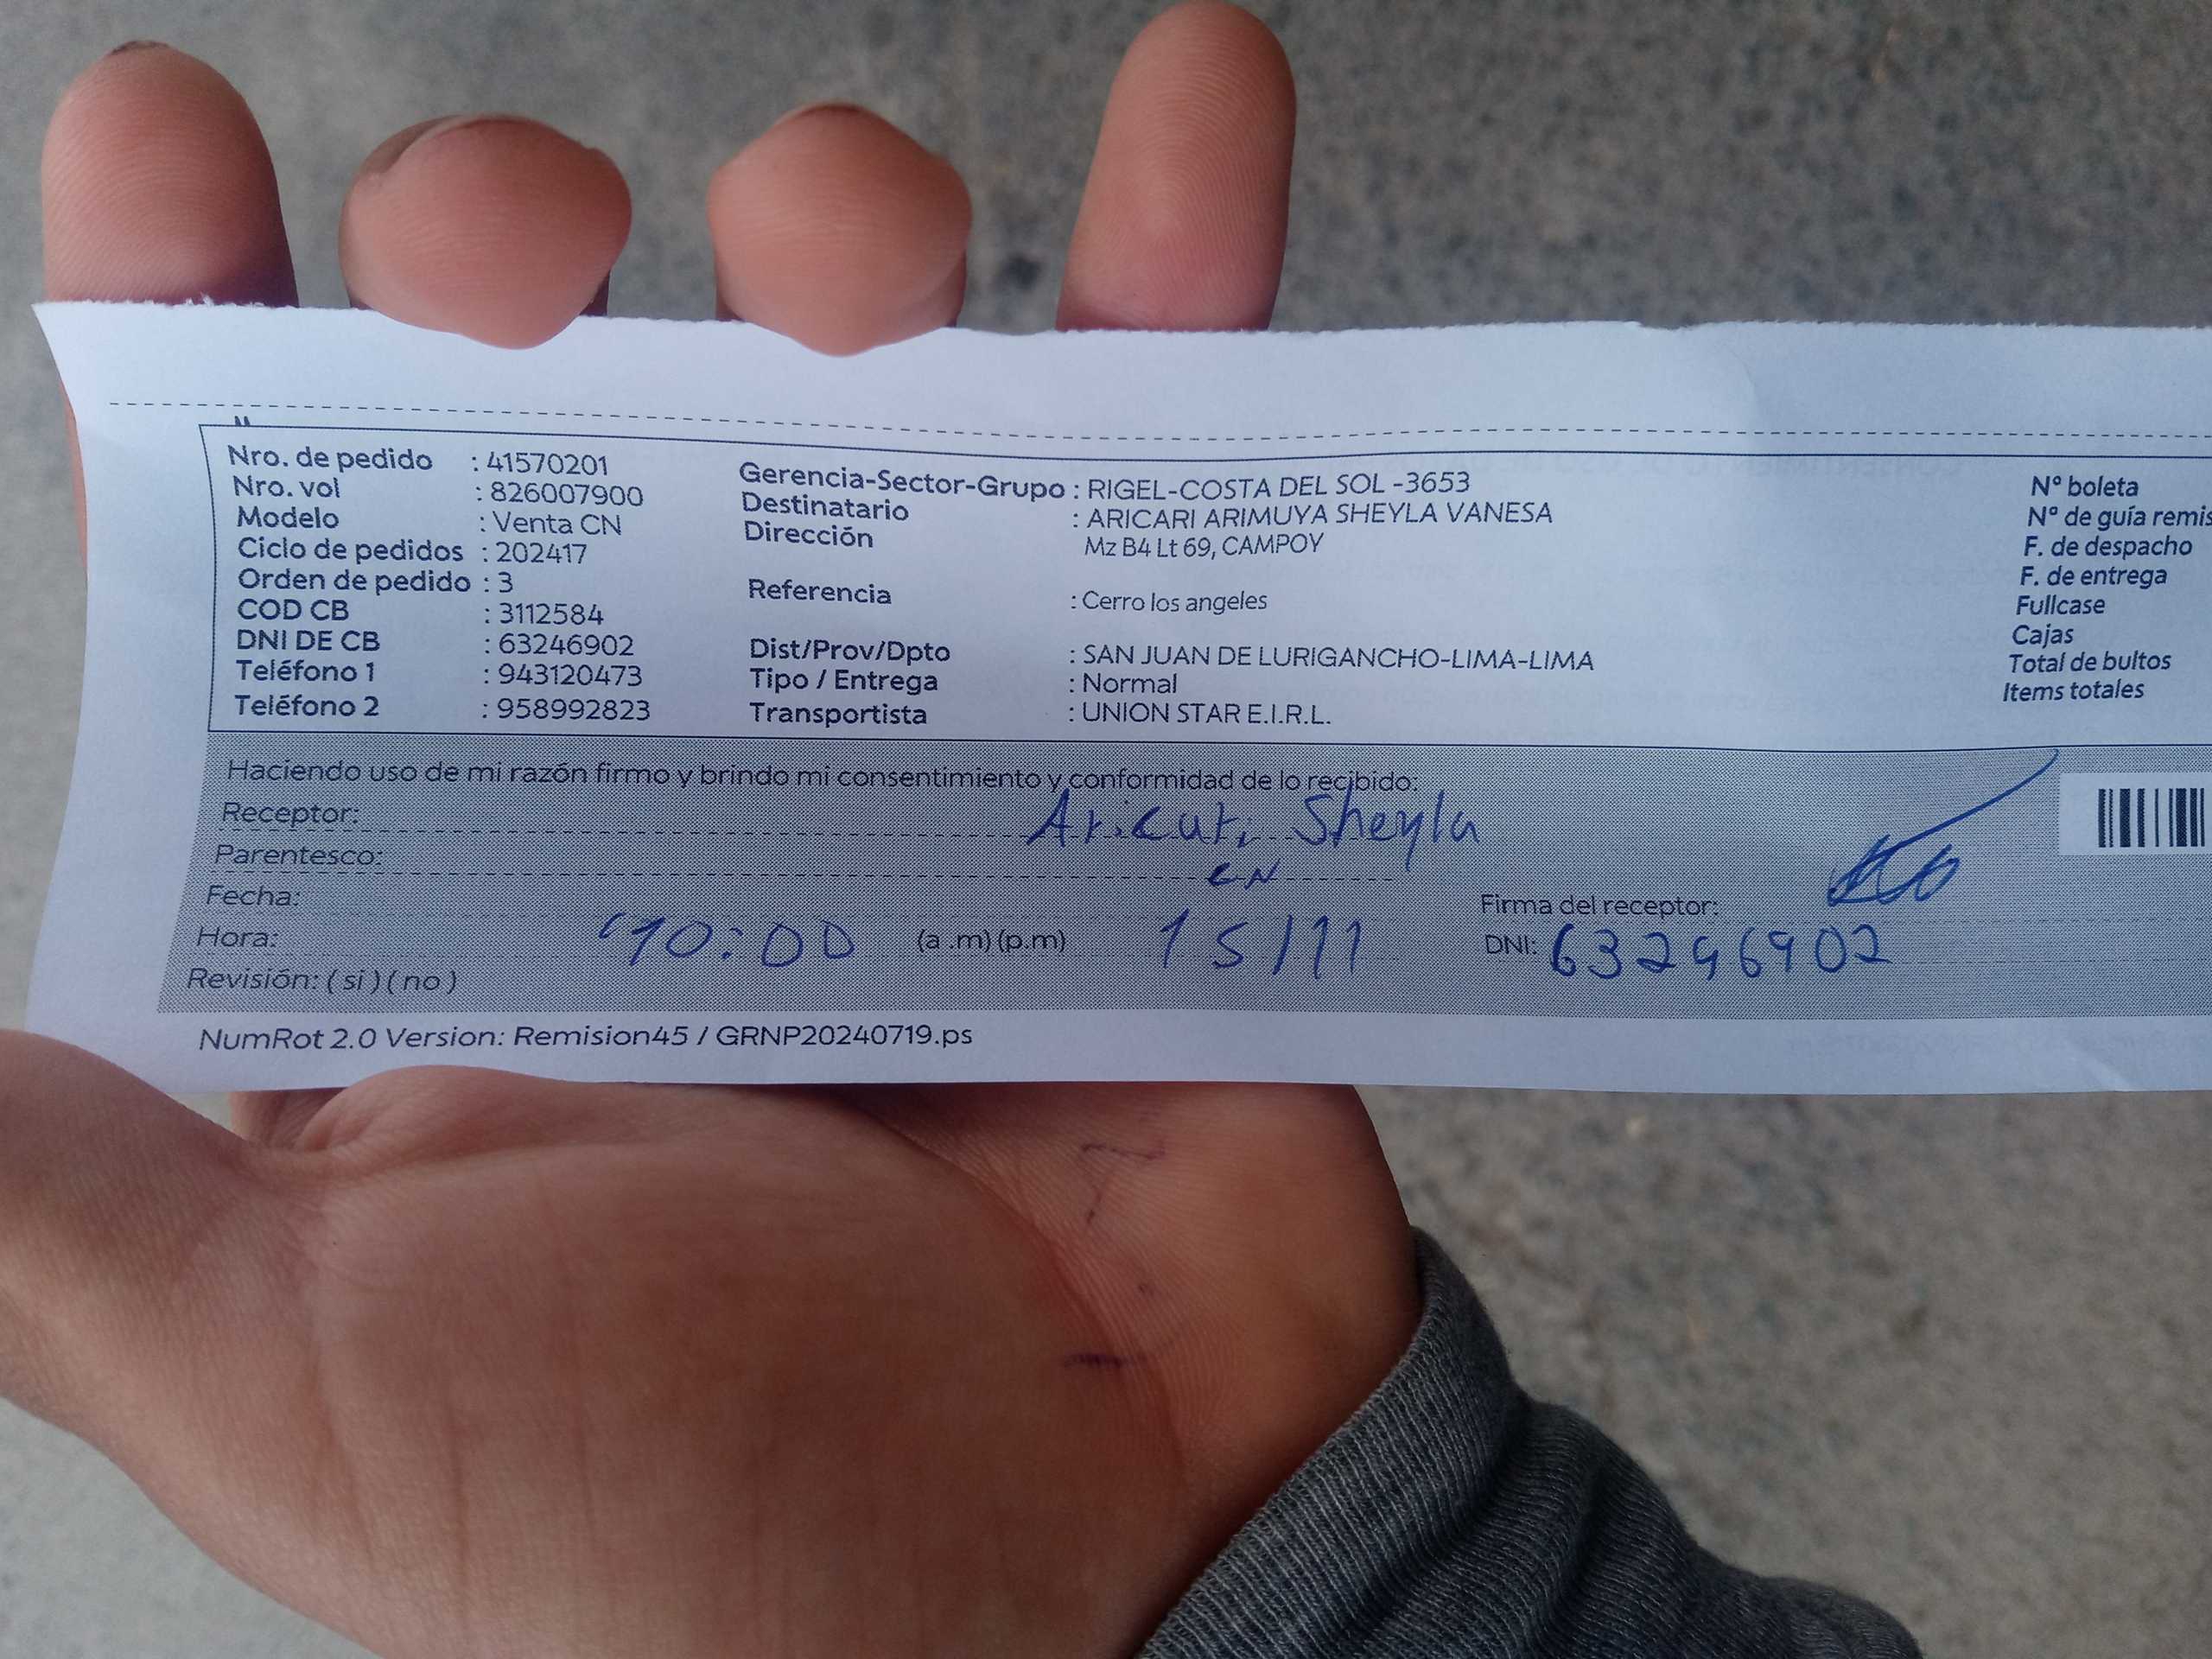 Nro. de pedido : 41570201
Nro. vol : 826007900
Modelo : Venta CN
Ciclo de pedidos : 202417
Orden de pedido : 3
COD CB : 3112584
DNI DE CB : 63246902
Teléfono 1 : 943120473
Teléfono 2 : 958992823
Gerencia-Sector-Grupo : RIGEL-COSTA DEL SOL -3653
Destinatario : ARICARI ARIMUYA SHEYLA VANESA
Dirección Mz B4 Lt 69, CAMPOY
Referencia : Cerro los angeles
Dist/Prov/Dpto : SAN JUAN DE LURIGANCHO-LIMA-LIMA
Tipo / Entrega : Normal
Transportista : UNION STAR E.I.R.L.
N° boleta
N° de guía remis
F. de despacho
F. de entrega
Fullcase
Cajas
Total de bultos
Items totales
Haciendo uso de mi razón firmo y brindo mi consentimiento y conformidad de lo recibido:
Receptor: Aricari Sheyla
Parentesco: CN
Fecha:
Firma del receptor:
Hora: 10:00 (a .m) (p.m) 15/11
DNI: 63246902
Revisión: ( sí ) ( no )
NumRot 2.0 Version: Remision45 / GRNP20240719.ps